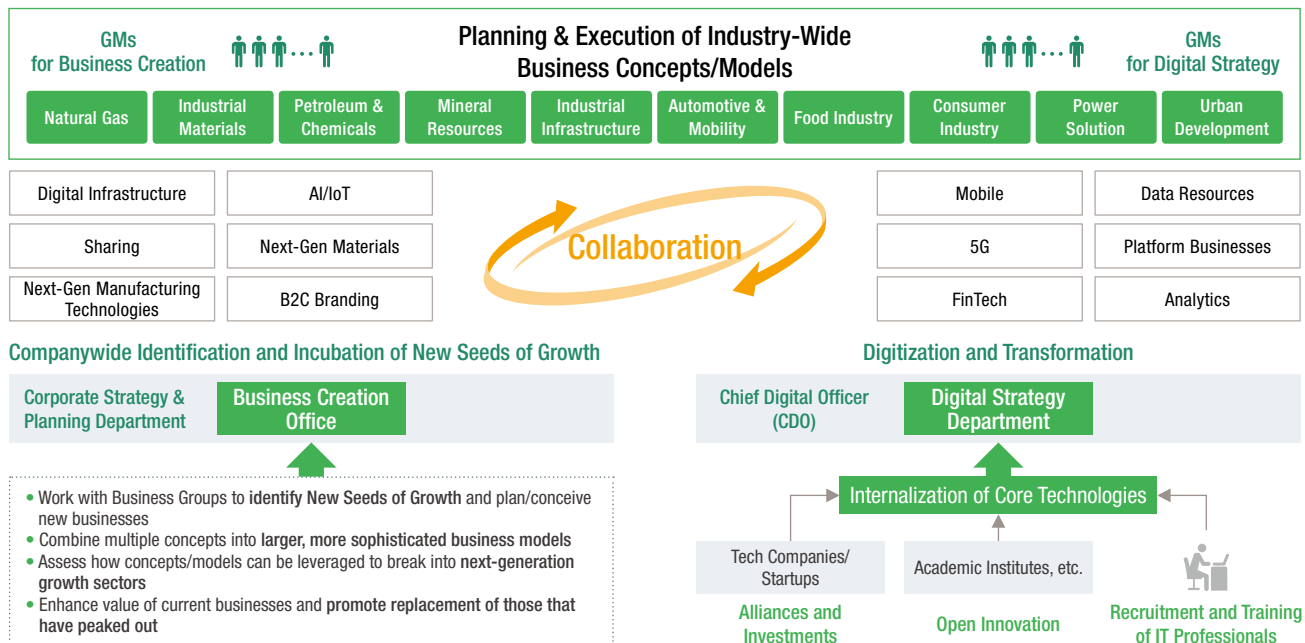 GMs
for Business Creation
Planning & Execution of Industry-Wide
Business Concepts/Models
GMs
for Digital Strategy
Natural Gas
Industrial
Materials
Petroleum &
Chemicals
Mineral
Resources
Industrial
Infrastructure
Automotive &
Mobility
Food Industry
Consumer
Industry
Power
Solution
Urban
Development
Digital Infrastructure
AI/IoT
Sharing
Next-Gen Materials
Next-Gen Manufacturing
Technologies
B2C Branding
Collaboration
Mobile
Data Resources
5G
Platform Businesses
FinTech
Analytics
Companywide Identification and Incubation of New Seeds of Growth
Corporate Strategy &
Planning Department
Business Creation
Office
• Work with Business Groups to identify New Seeds of Growth and plan/conceive
new businesses
• Combine multiple concepts into larger, more sophisticated business models
• Assess how concepts/models can be leveraged to break into next-generation
growth sectors
• Enhance value of current businesses and promote replacement of those that
have peaked out
Digitization and Transformation
Chief Digital Officer
(CDO)
Digital Strategy
Department
Internalization of Core Technologies
Tech Companies/
Startups
Academic Institutes, etc.
Alliances and
Investments
Open Innovation
Recruitment and Training
of IT Professionals